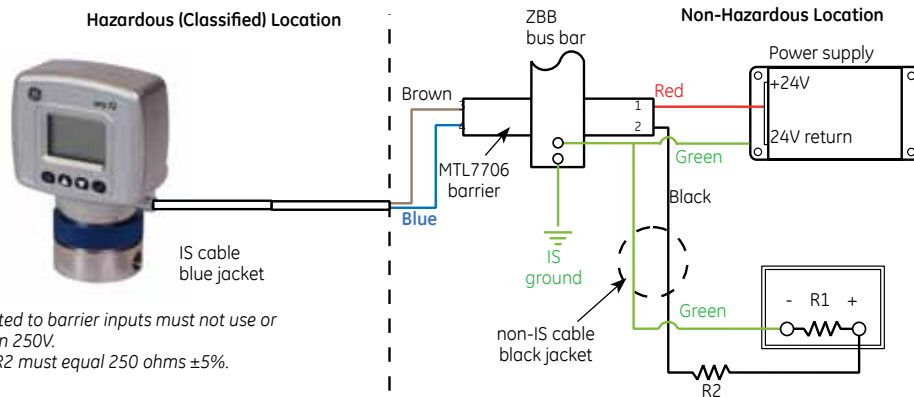 Hazardous (Classified) Location
Non-Hazardous Location
ZBB
bus bar
Power supply
+24V
24V return
Brown
Red
3
4
1
2
MTL7706
barrier
Green
Black
Blue
IS cable
blue jacket
IS
ground
non-IS cable
black jacket
Green
- R1 +
R2
ted to barrier inputs must not use or
n 250V.
R2 must equal 250 ohms ±5%.